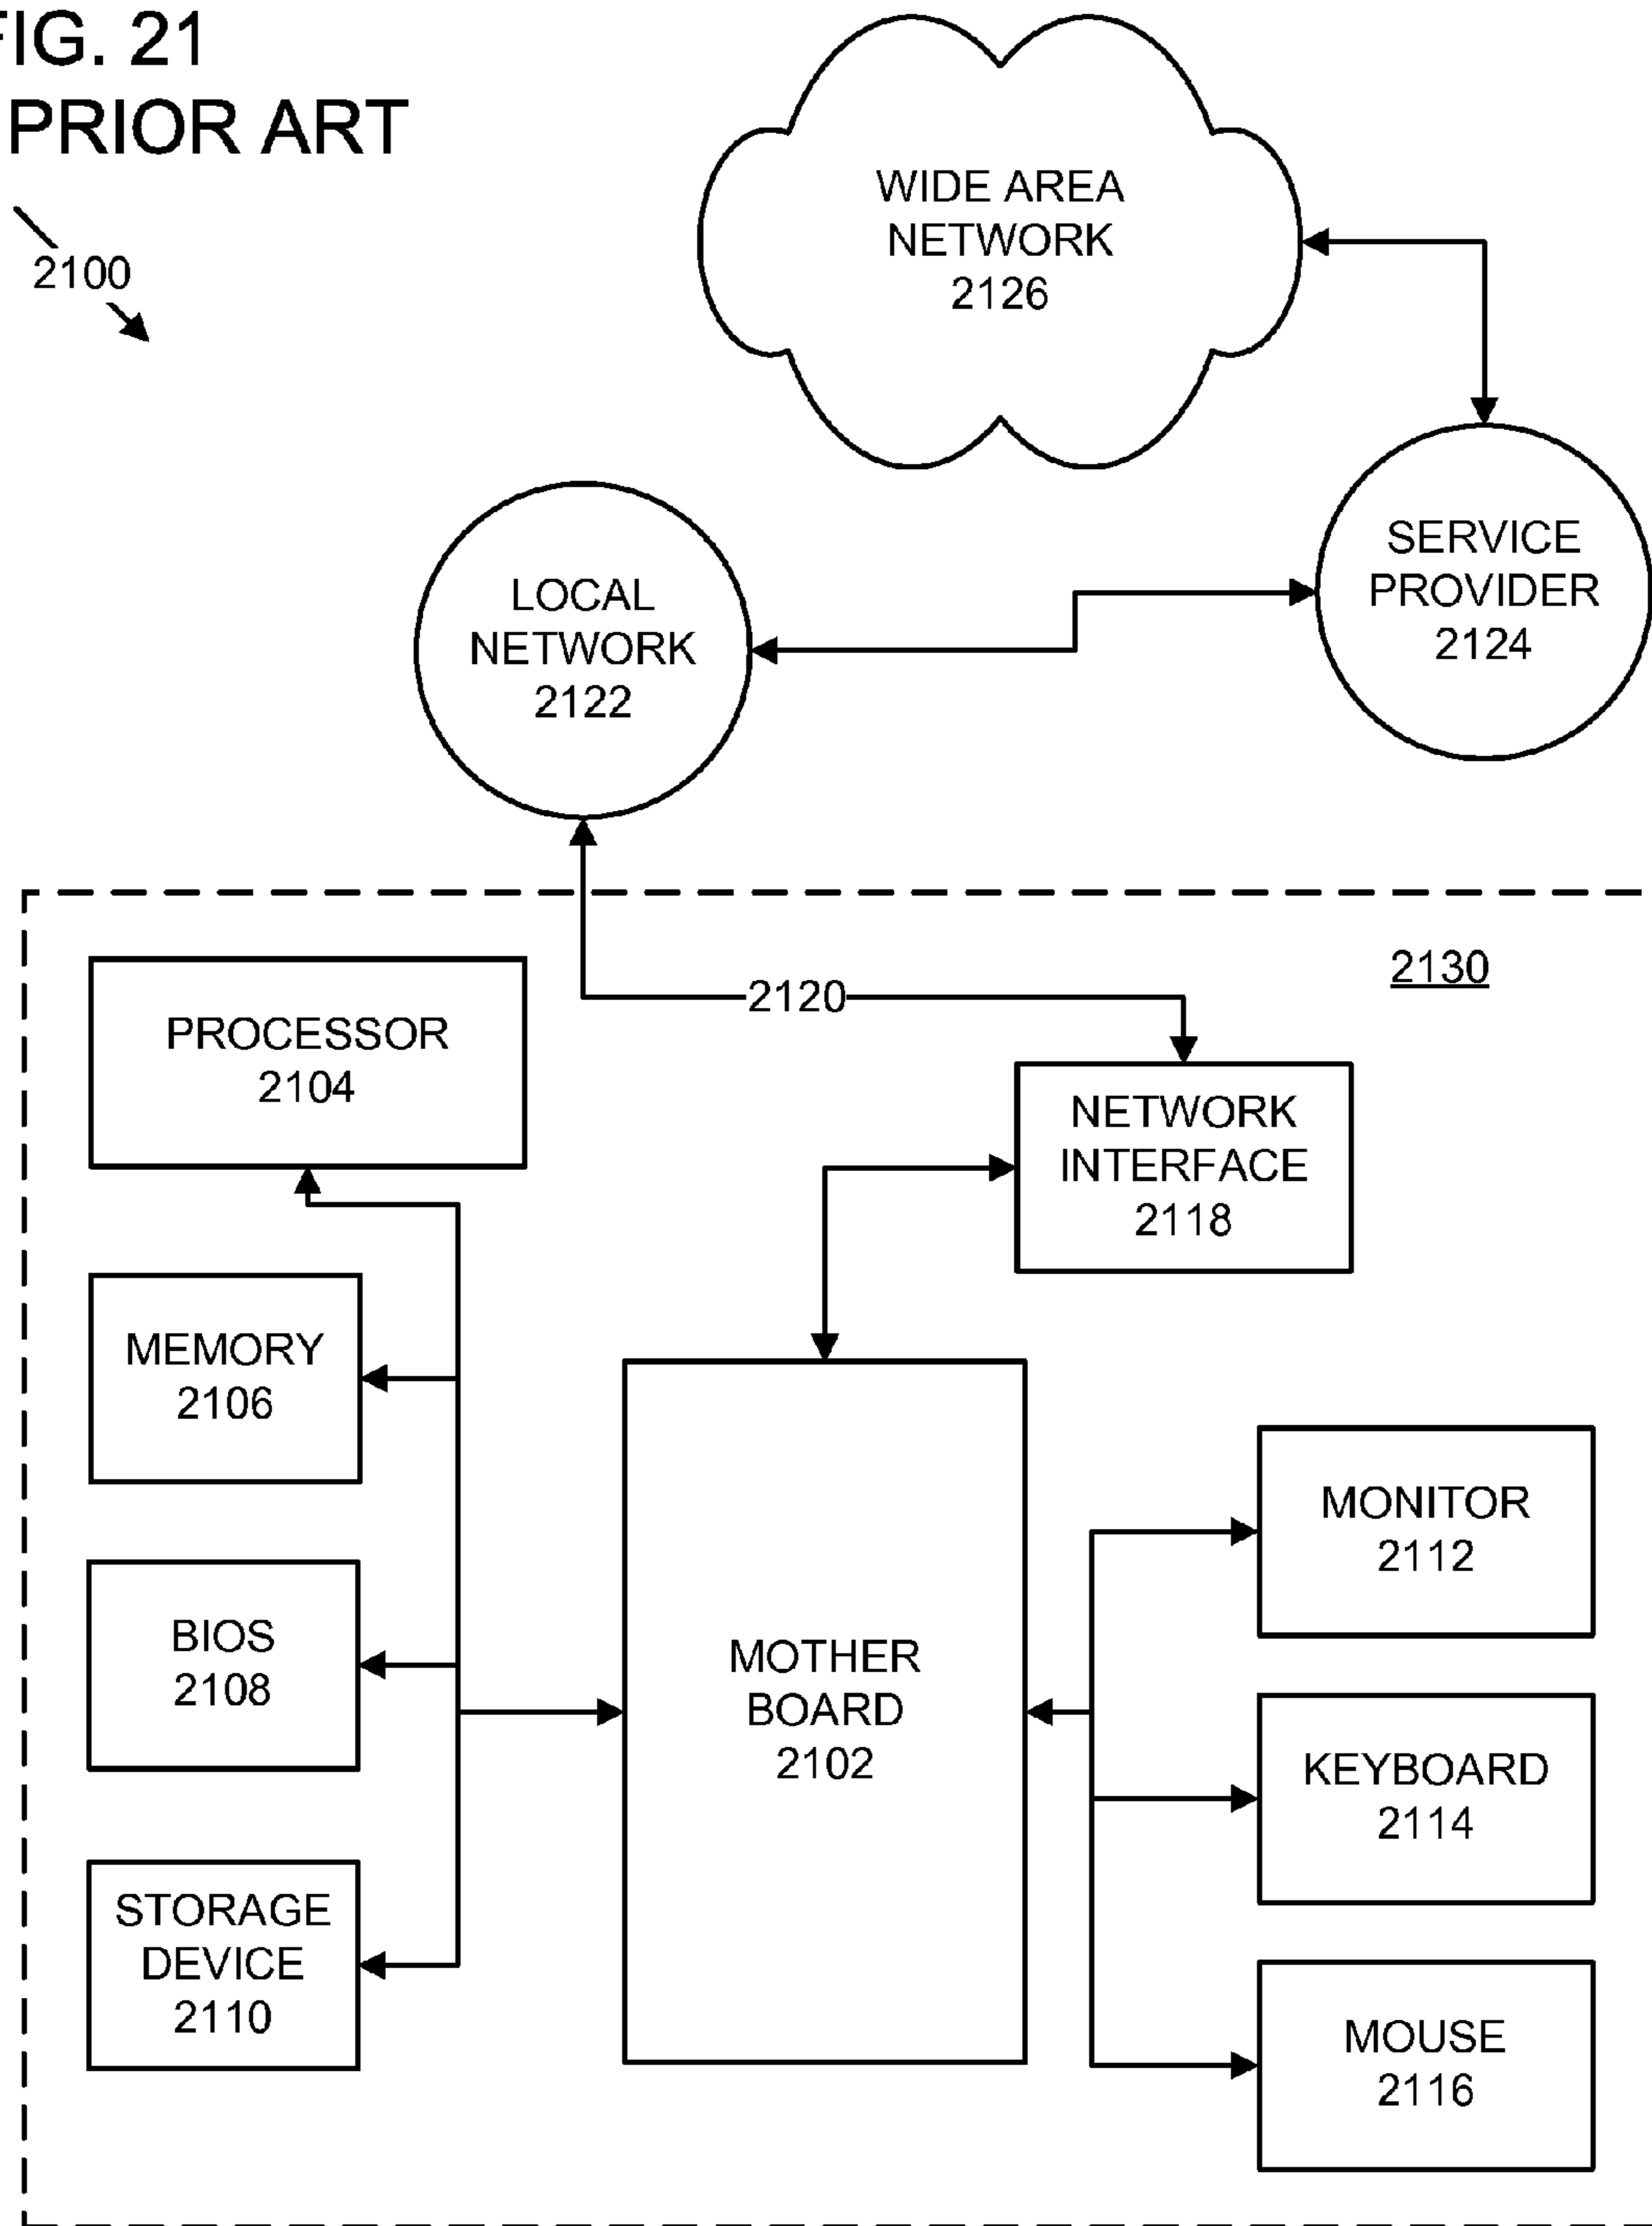 FIG. 21
PRIOR ART
2100
WIDE AREA
NETWORK
2126
SERVICE
PROVIDER
2124
LOCAL
NETWORK
2122
2130
2120
PROCESSOR
2104
NETWORK
INTERFACE
2118
MEMORY
2106
MONITOR
2112
BIOS
2108
MOTHER
BOARD
2102
KEYBOARD
2114
STORAGE
DEVICE
2110
MOUSE
2116